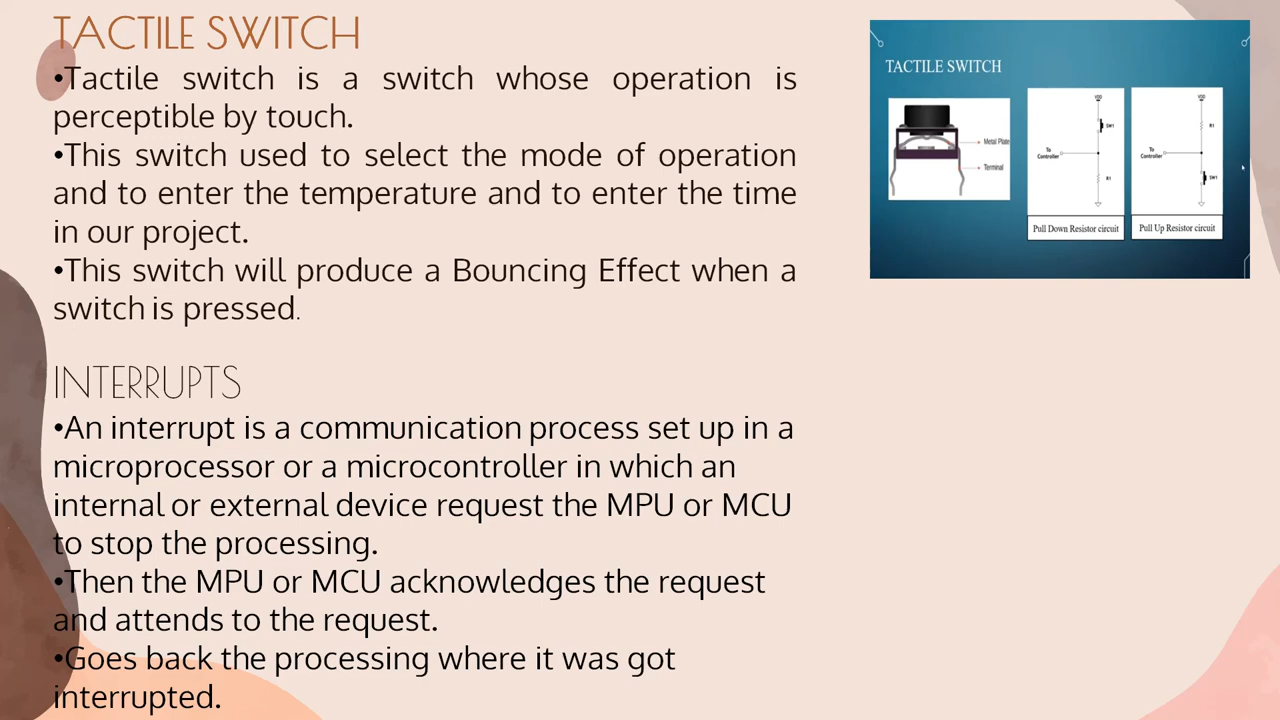 TACTILE SWITCH
•Tactile switch is a switch whose operation is
perceptible by touch.
•This switch used to select the mode of operation
and to enter the temperature and to enter the time
in our project.
•This switch will produce a Bouncing Effect when a
switch is pressed.
INTERRUPTS
•An interrupt is a communication process set up in a
microprocessor or a microcontroller in which an
internal or external device request the MPU or MCU
to stop the processing.
•Then the MPU or MCU acknowledges the request
and attends to the request.
•Goes back the processing where it was got
interrupted.
TACTILE SWITCH
Metal Plate
Terminal
VDD
SW1
To
Controller
R1
Pull Down Resistor circuit
VDD
R1
To
Controller
SW1
Pull Up Resistor circuit